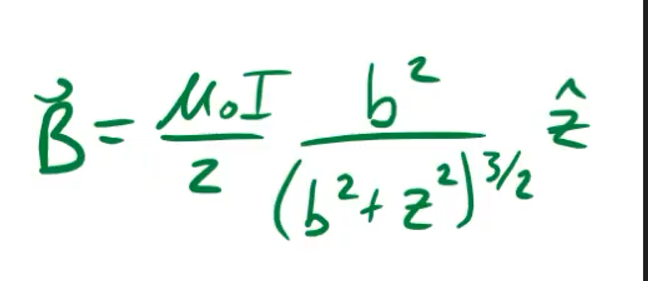 B⃗ = μ₀I/2 b²/(b² + z²)^3/2 ẑ